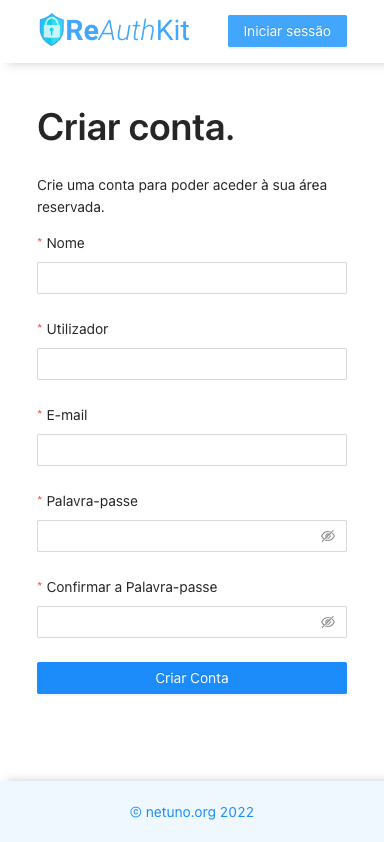 ReAuthKit
Iniciar sessão
Criar conta.
Crie uma conta para poder aceder à sua área
reservada.
* Nome
* Utilizador
* E-mail
* Palavra-passe
* Confirmar a Palavra-passe
Criar Conta
© netuno.org 2022